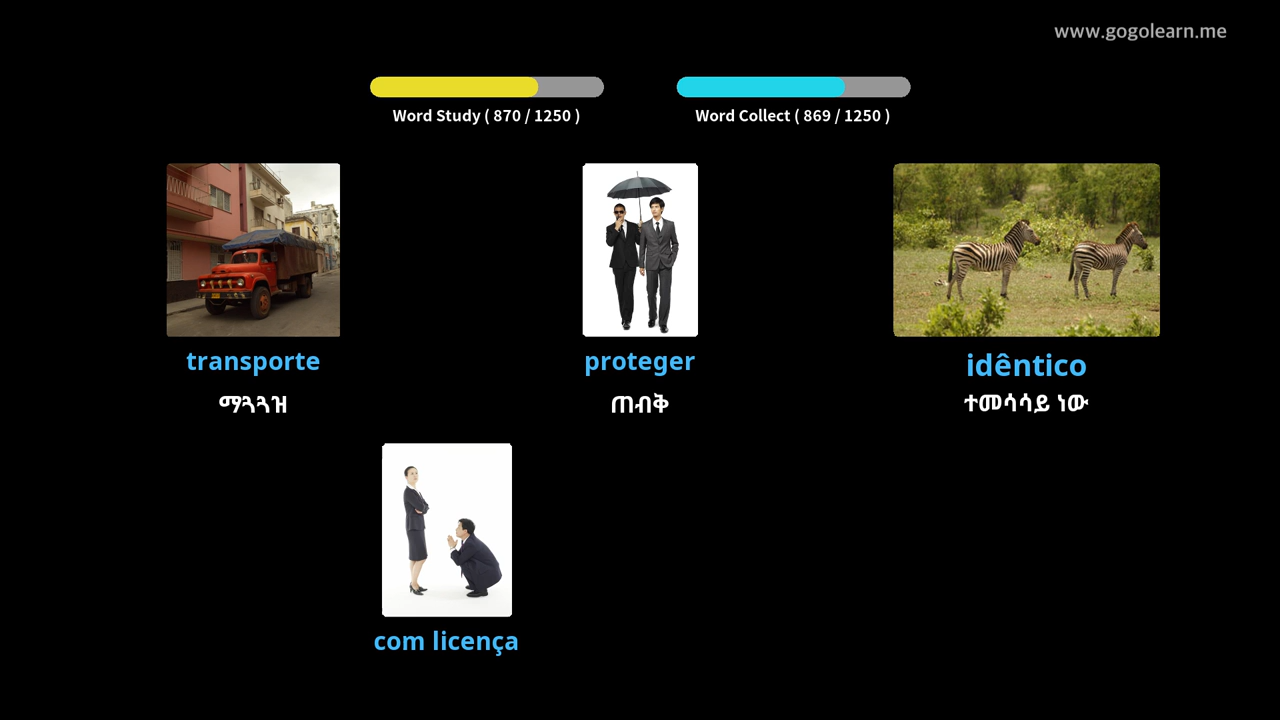 www.gogolearn.me
Word Study ( 870 / 1250 )
Word Collect ( 869 / 1250 )
transporte
ማጓጓዝ
proteger
ጠብቅ
idêntico
ተመሳሳይ ነው
com licença